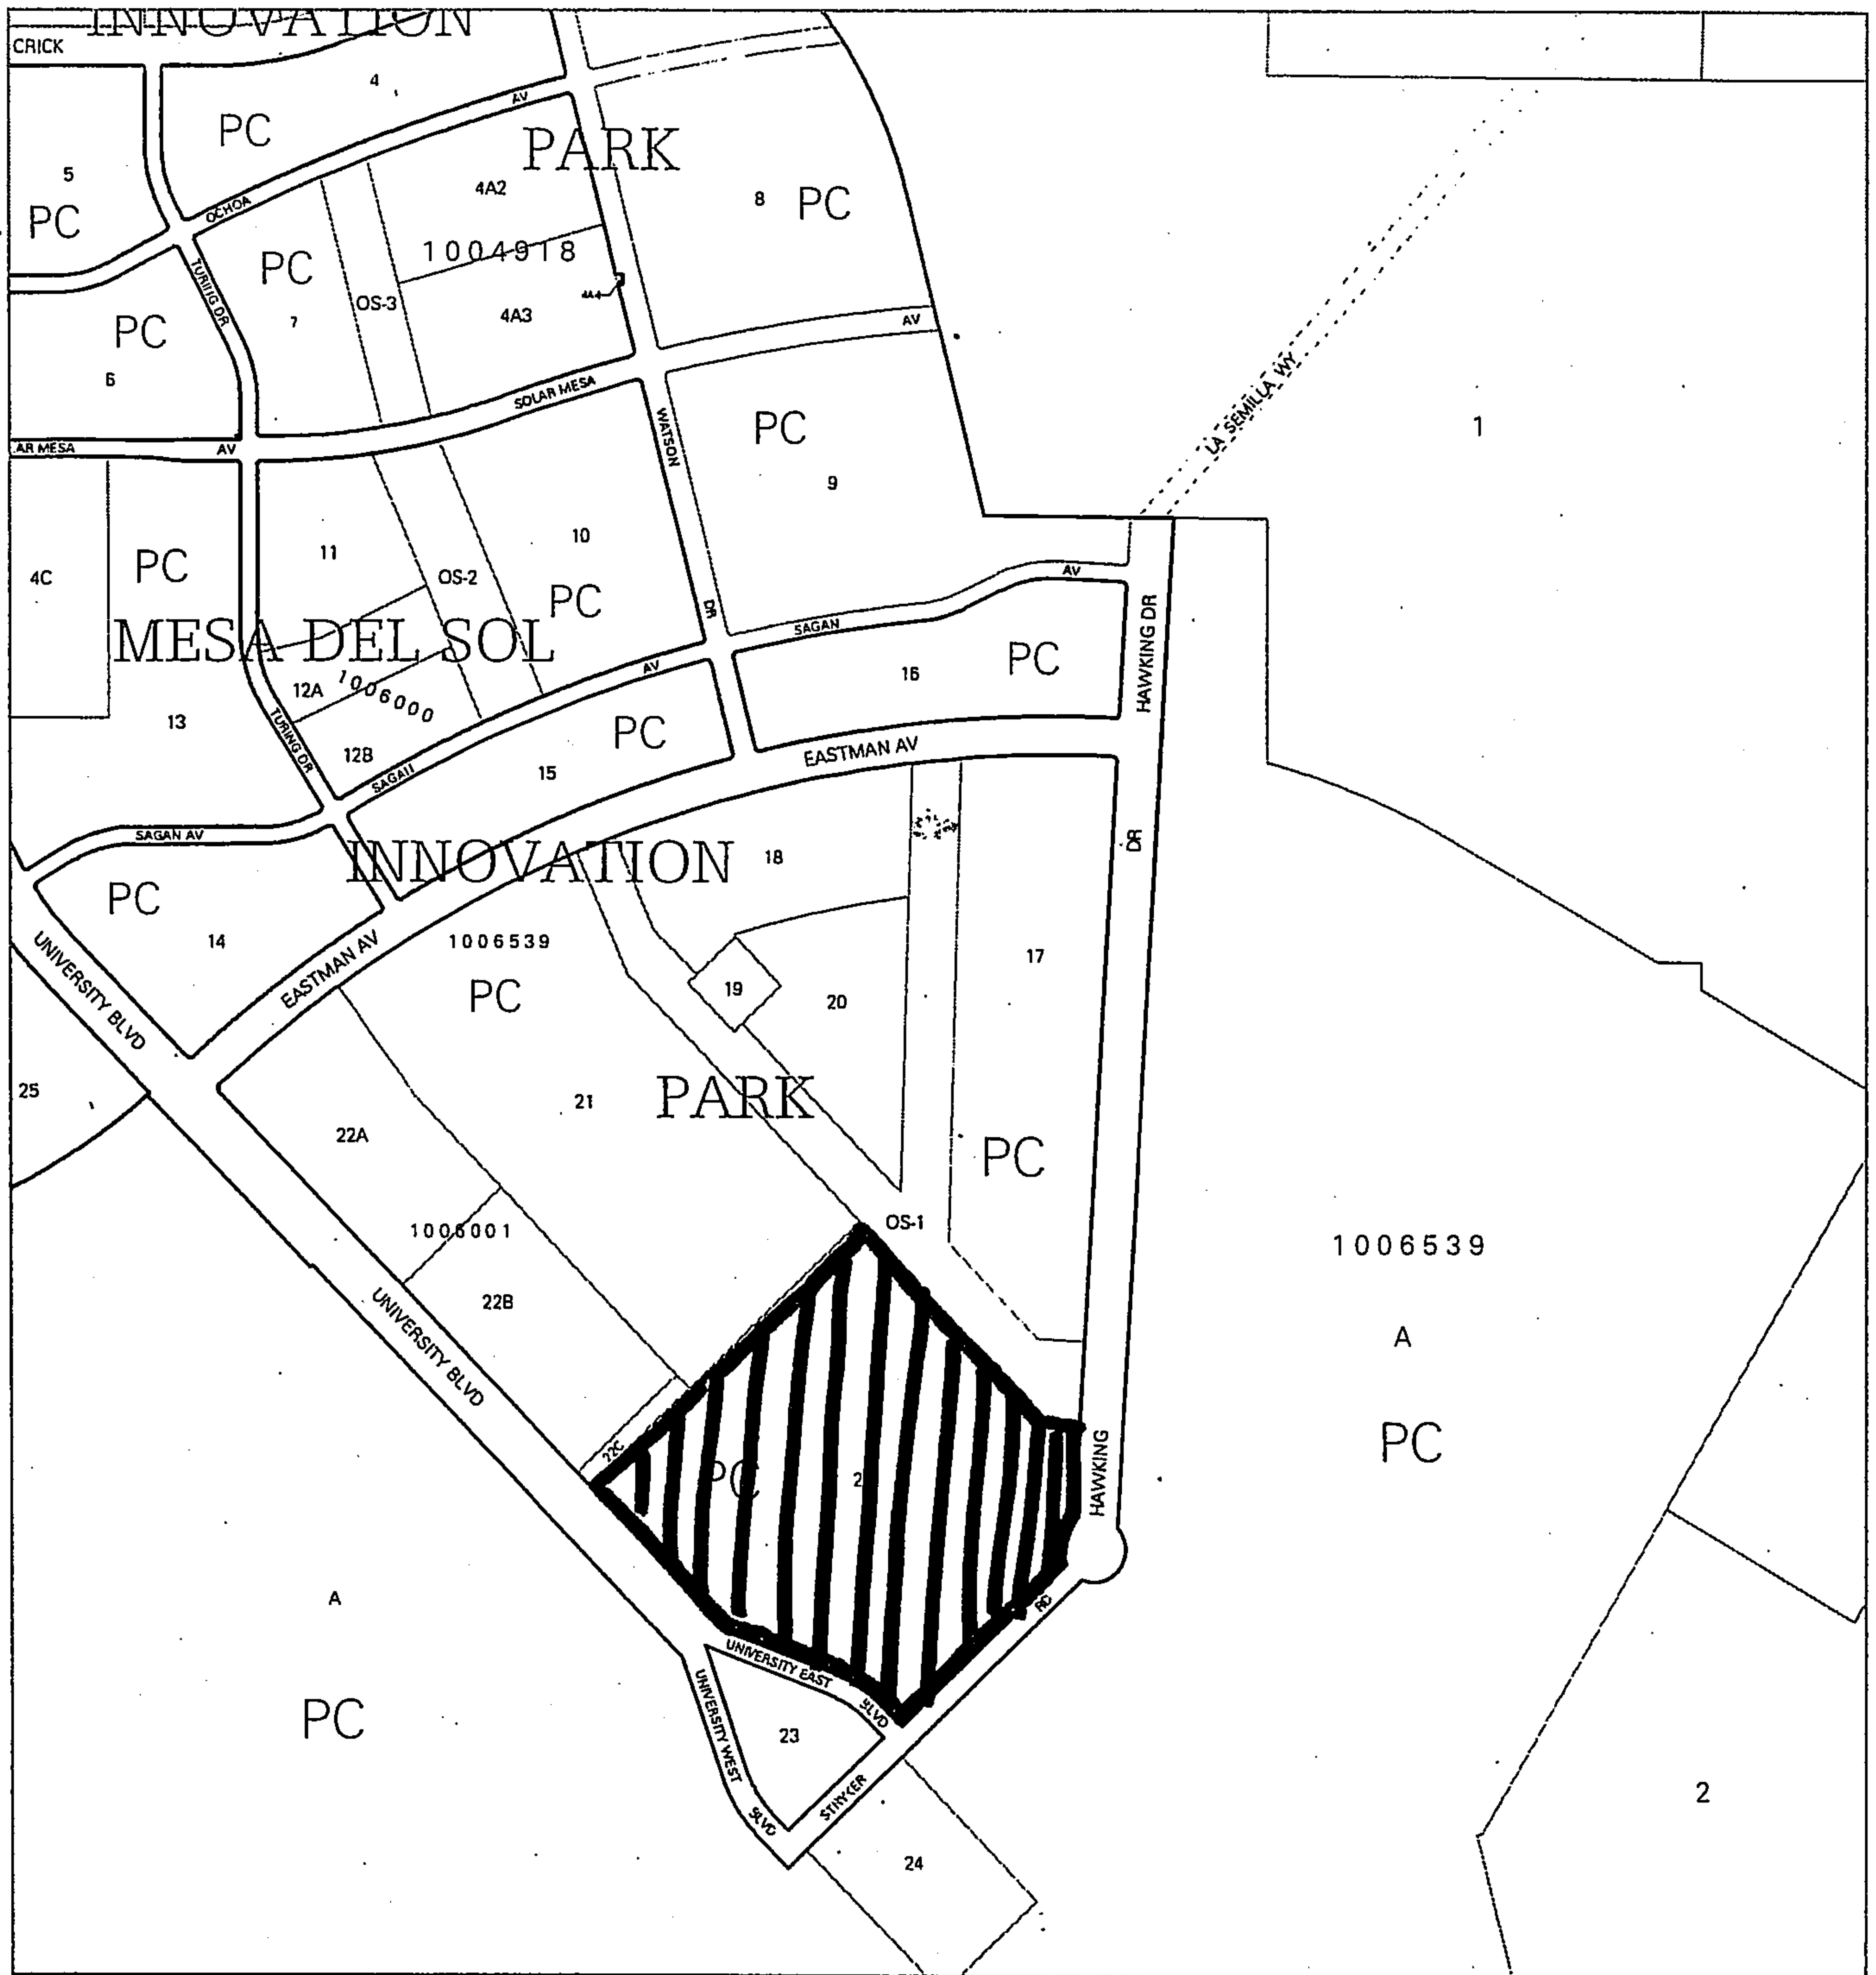 INNOVATION
CRICK
4
PC
AV
PARK
5
PC
OCHOA
4A2
8
PC
1004918
PC
TURING DR
7
OS-3
4A3
PC
6
AV
SOLAR MESA
LA SEMILLA WY
1
AR MESA
AV
WATSON
PC
9
10
11
PC
4C
OS-2
PC
AV
DR
SAGAN
HAWKING DR
MESA DEL SOL
PC
16
AV
12A
1006000
13
TURING DR
PC
12B
EASTMAN AV
15
SAGAN
SAGAN AV
DR
INNOVATION
18
PC
14
1006539
UNIVERSITY BLVD
EASTMAN AV
17
PC
19
20
25
21
PARK
22A
PC
OS-1
1006001
1006539
22B
UNIVERSITY BLVD
A
PC
22C
PC
2
HAWKING
A
RD
UNIVERSITY EAST
BLVD
PC
UNIVERSITY WEST
23
STRYKER
2
BLVD
24